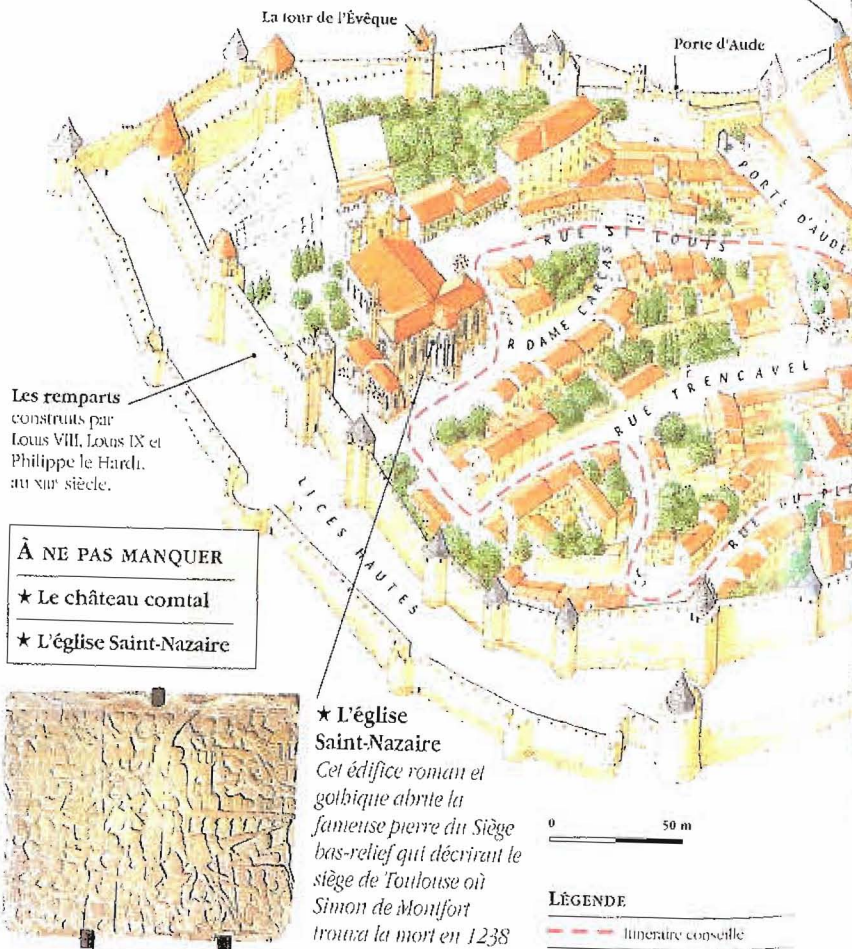 La tour de l'Évêque
Porte d'Aude
PORTE D'AUDE
RUE ST LOUIS
R DAME CARCAS
RUE TRENCAVEL
RUE DU PL
Les remparts
construits par
Louis VIII, Louis IX et
Philippe le Hardi,
au XIIIe siècle.
LICES HAUTES
À NE PAS MANQUER
★ Le château comtal
★ L'église Saint-Nazaire
★ L'église
Saint-Nazaire
Cet édifice roman et
gothique abrite la
fameuse pierre du Siège
bas-relief qui décrirait le
siège de Toulouse où
Simon de Montfort
trouva la mort en 1238
0 50 m
LÉGENDE
Itinéraire conseillé